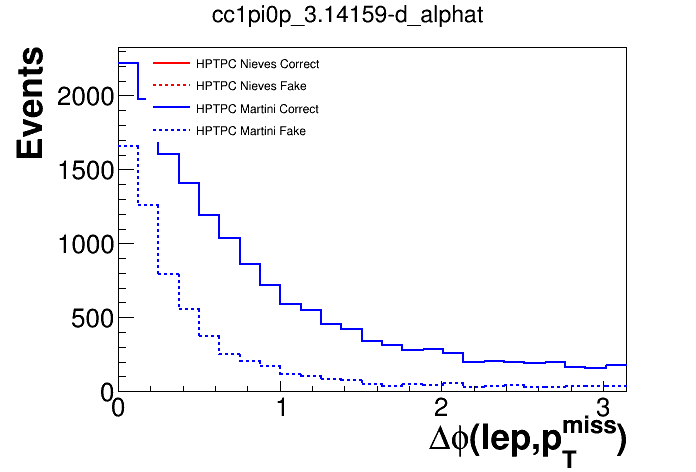 cc1pi0p_3.14159-d_alphat
Events
HPTPC Nieves Correct
HPTPC Nieves Fake
HPTPC Martini Correct
HPTPC Martini Fake
2000
1500
1000
500
0
0 1 2 3
Δϕ(lep,p_T^miss)